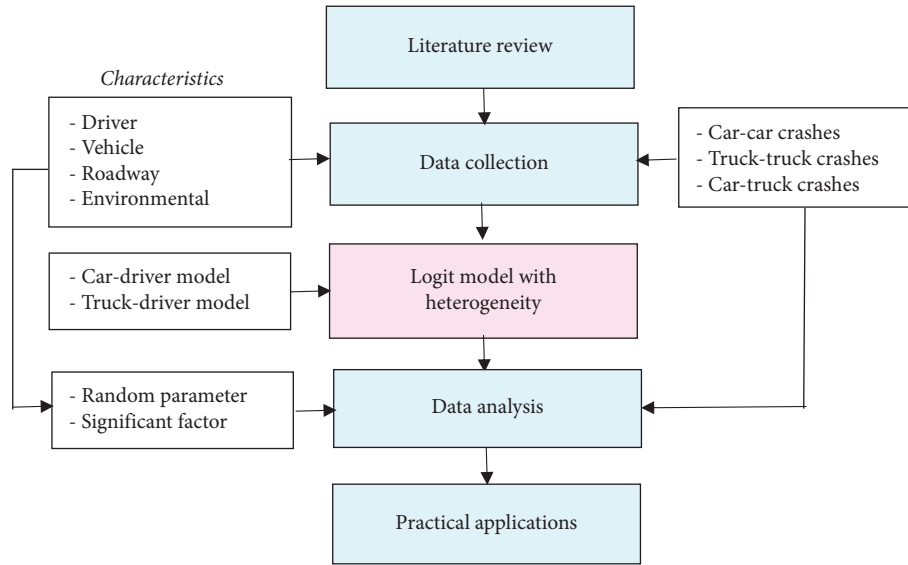 Literature review
Characteristics
- Driver
- Vehicle
- Roadway
- Environmental
Data collection
- Car-car crashes
- Truck-truck crashes
- Car-truck crashes
- Car-driver model
- Truck-driver model
Logit model with
heterogeneity
- Random parameter
- Significant factor
Data analysis
Practical applications